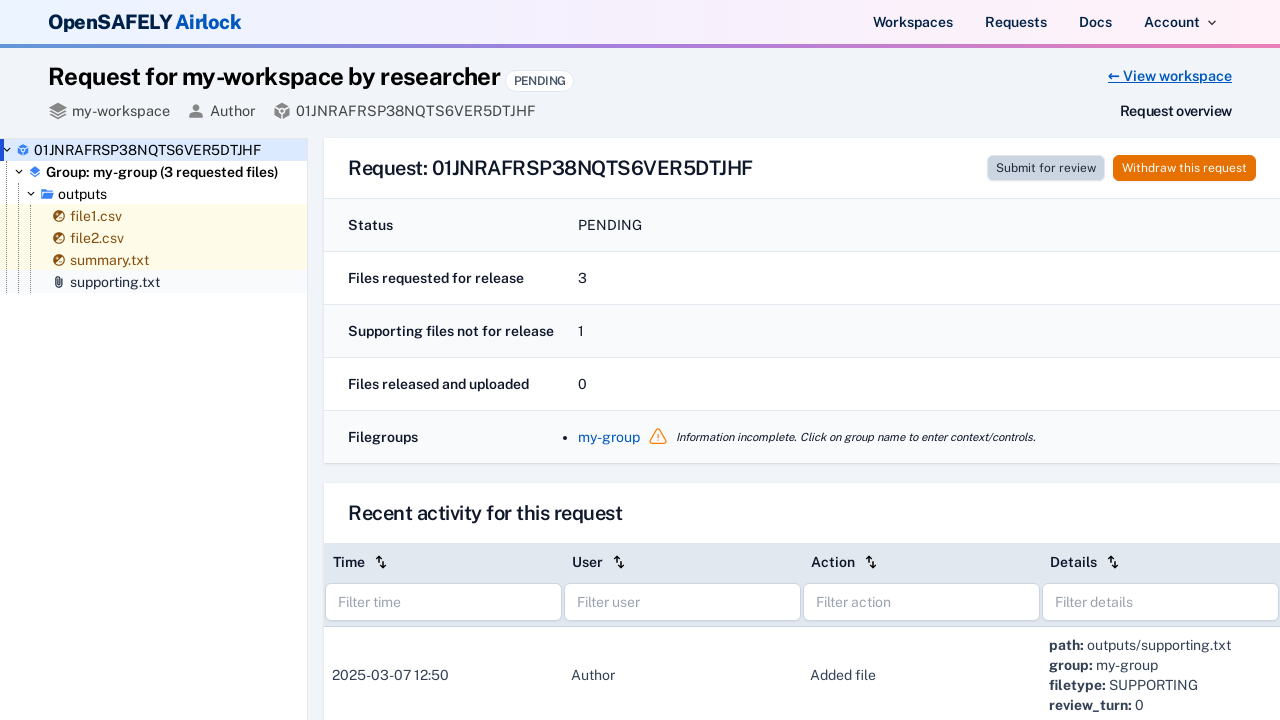 OpenSAFELY Airlock
Workspaces Requests Docs Account
Request for my-workspace by researcher PENDING
← View workspace
my-workspace Author 01JNRAFRSP38NQTS6VER5DTJHF
Request overview
01JNRAFRSP38NQTS6VER5DTJHF
Group: my-group (3 requested files)
outputs
file1.csv
file2.csv
summary.txt
supporting.txt
Request: 01JNRAFRSP38NQTS6VER5DTJHF
Submit for review Withdraw this request
Status PENDING
Files requested for release 3
Supporting files not for release 1
Files released and uploaded 0
Filegroups • my-group Information incomplete. Click on group name to enter context/controls.
Recent activity for this request
Time User Action Details
Filter time Filter user Filter action Filter details
2025-03-07 12:50 Author Added file
path: outputs/supporting.txt
group: my-group
filetype: SUPPORTING
review_turn: 0